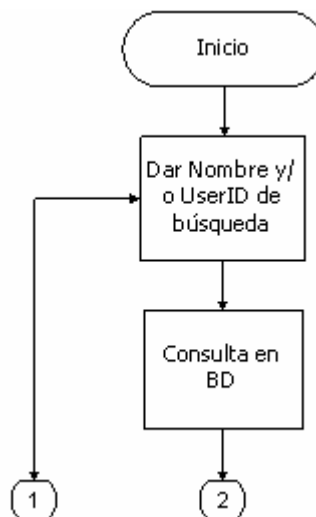 Inicio
Dar Nombre y/
o UserID de
búsqueda
Consulta en
BD
1
2